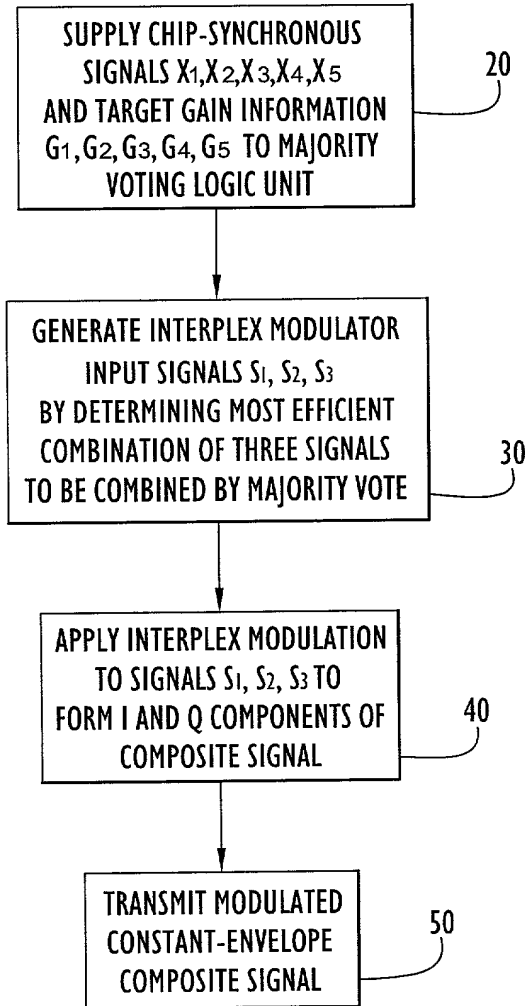 SUPPLY CHIP-SYNCHRONOUS
SIGNALS X1,X2,X3,X4,X5
AND TARGET GAIN INFORMATION
G1, G2, G3, G4, G5 TO MAJORITY
VOTING LOGIC UNIT
20
GENERATE INTERPLEX MODULATOR
INPUT SIGNALS S1, S2, S3
BY DETERMINING MOST EFFICIENT
COMBINATION OF THREE SIGNALS
TO BE COMBINED BY MAJORITY VOTE
30
APPLY INTERPLEX MODULATION
TO SIGNALS S1, S2, S3 TO
FORM I AND Q COMPONENTS OF
COMPOSITE SIGNAL
40
TRANSMIT MODULATED
CONSTANT-ENVELOPE
COMPOSITE SIGNAL
50